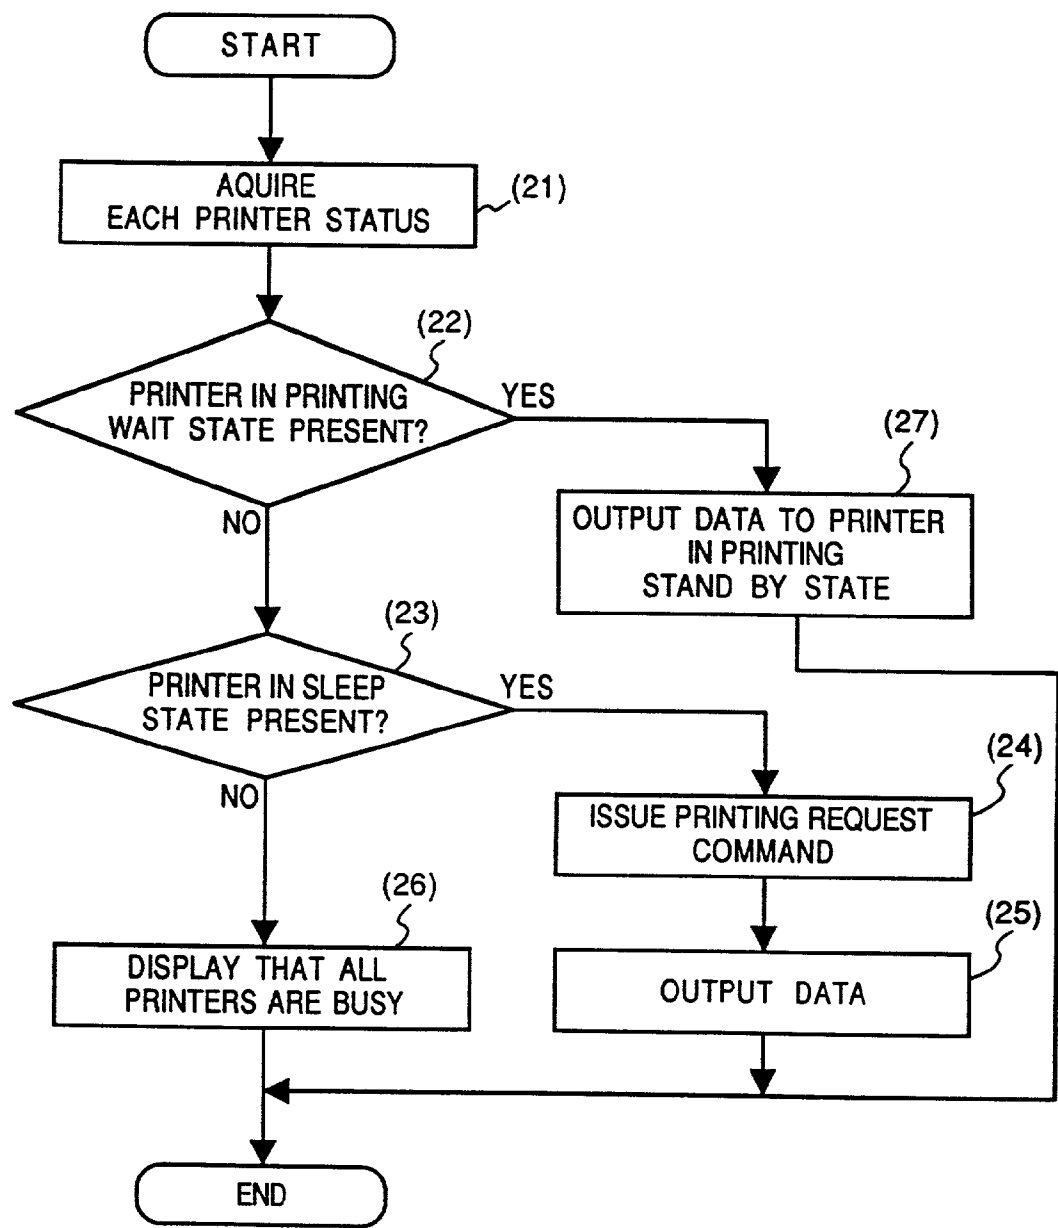 START
AQUIRE
EACH PRINTER STATUS
(21)
(22)
PRINTER IN PRINTING
WAIT STATE PRESENT?
YES
NO
(27)
OUTPUT DATA TO PRINTER
IN PRINTING
STAND BY STATE
(23)
PRINTER IN SLEEP
STATE PRESENT?
YES
NO
(24)
ISSUE PRINTING REQUEST
COMMAND
(25)
OUTPUT DATA
(26)
DISPLAY THAT ALL
PRINTERS ARE BUSY
END